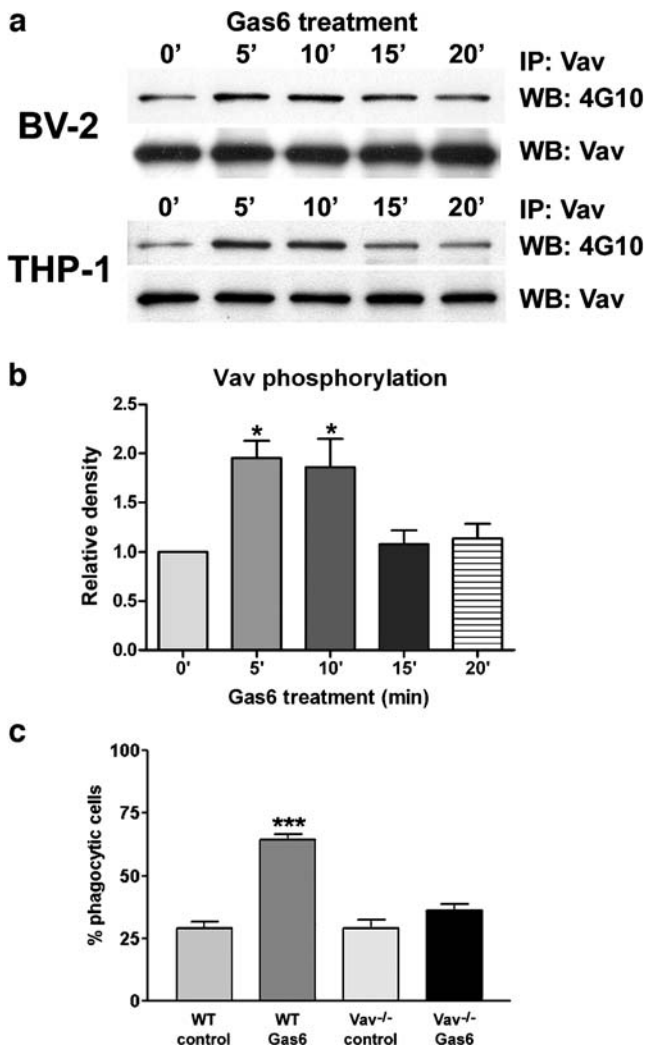 a
Gas6 treatment
0' 5' 10' 15' 20' IP: Vav
BV-2
WB: 4G10
WB: Vav
0' 5' 10' 15' 20' IP: Vav
THP-1
WB: 4G10
WB: Vav
b
Vav phosphorylation
Relative density
2.5
2.0
1.5
1.0
0.5
0.0
* *
0' 5' 10' 15' 20'
Gas6 treatment (min)
c
% phagocytic cells
100
75
50
25
0
***
WT control
WT Gas6
Vav-/- control
Vav-/- Gas6